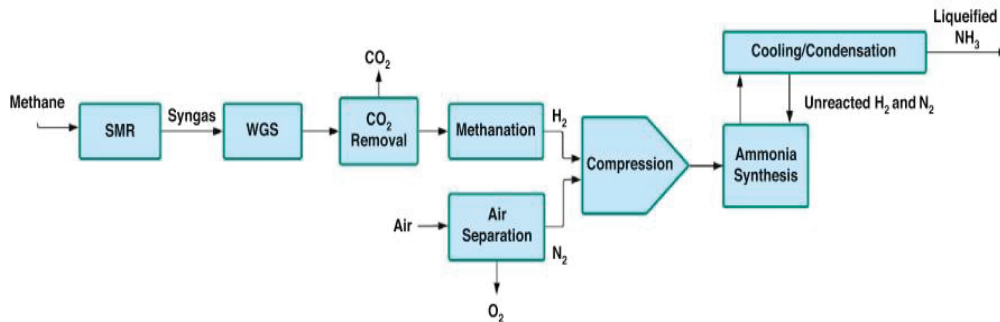 Liqueified
NH3
Cooling/Condensation
CO2
Methane
Syngas
H2
Unreacted H2 and N2
SMR
WGS
CO2
Removal
Methanation
Compression
Ammonia
Synthesis
Air
Air
Separation
N2
O2